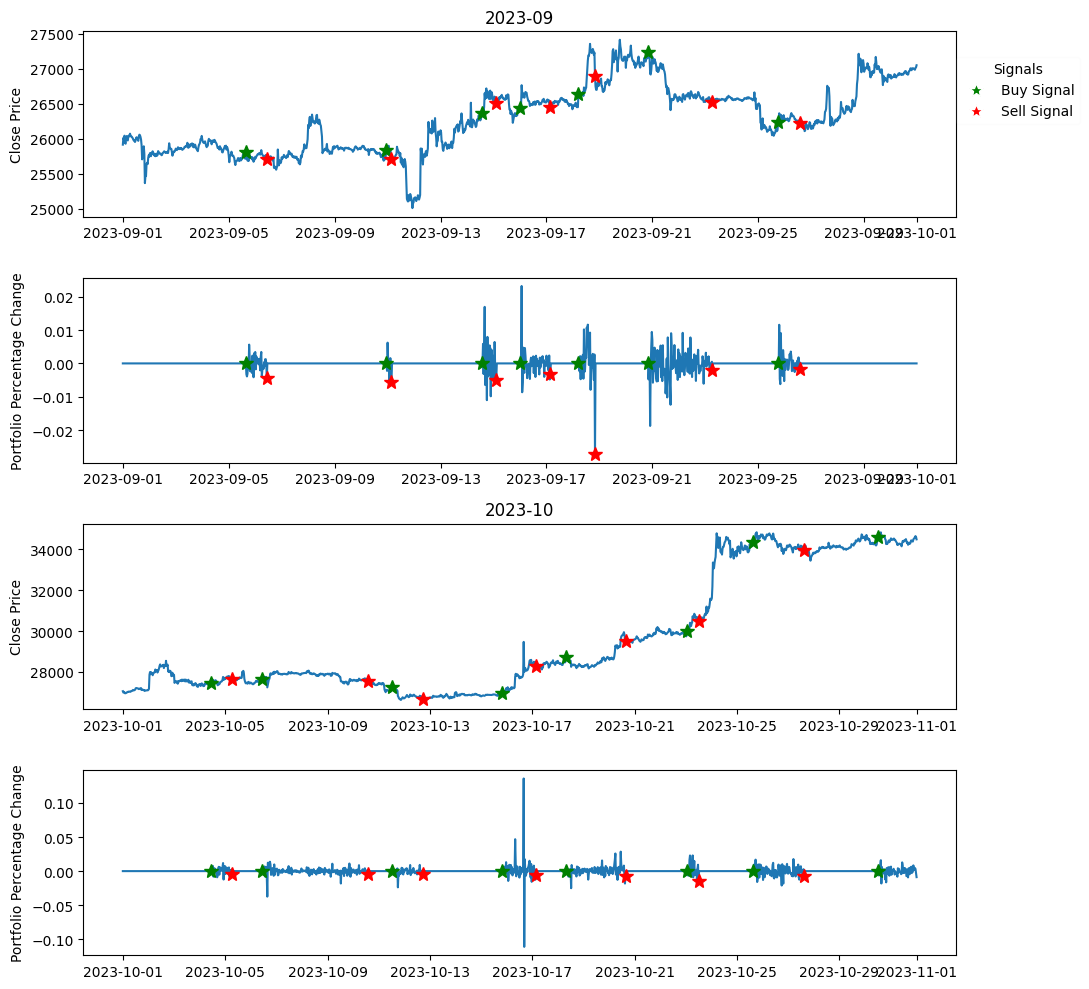 2023-09
27500
27000
26500
26000
25500
25000
Close Price
2023-09-01 2023-09-05 2023-09-09 2023-09-13 2023-09-17 2023-09-21 2023-09-25 2023-09-29 2023-10-01
Signals
Buy Signal
Sell Signal
0.02
0.01
0.00
−0.01
−0.02
Portfolio Percentage Change
2023-09-01 2023-09-05 2023-09-09 2023-09-13 2023-09-17 2023-09-21 2023-09-25 2023-09-29 2023-10-01
2023-10
34000
32000
30000
28000
Close Price
2023-10-01 2023-10-05 2023-10-09 2023-10-13 2023-10-17 2023-10-21 2023-10-25 2023-10-29 2023-11-01
0.10
0.05
0.00
−0.05
−0.10
Portfolio Percentage Change
2023-10-01 2023-10-05 2023-10-09 2023-10-13 2023-10-17 2023-10-21 2023-10-25 2023-10-29 2023-11-01